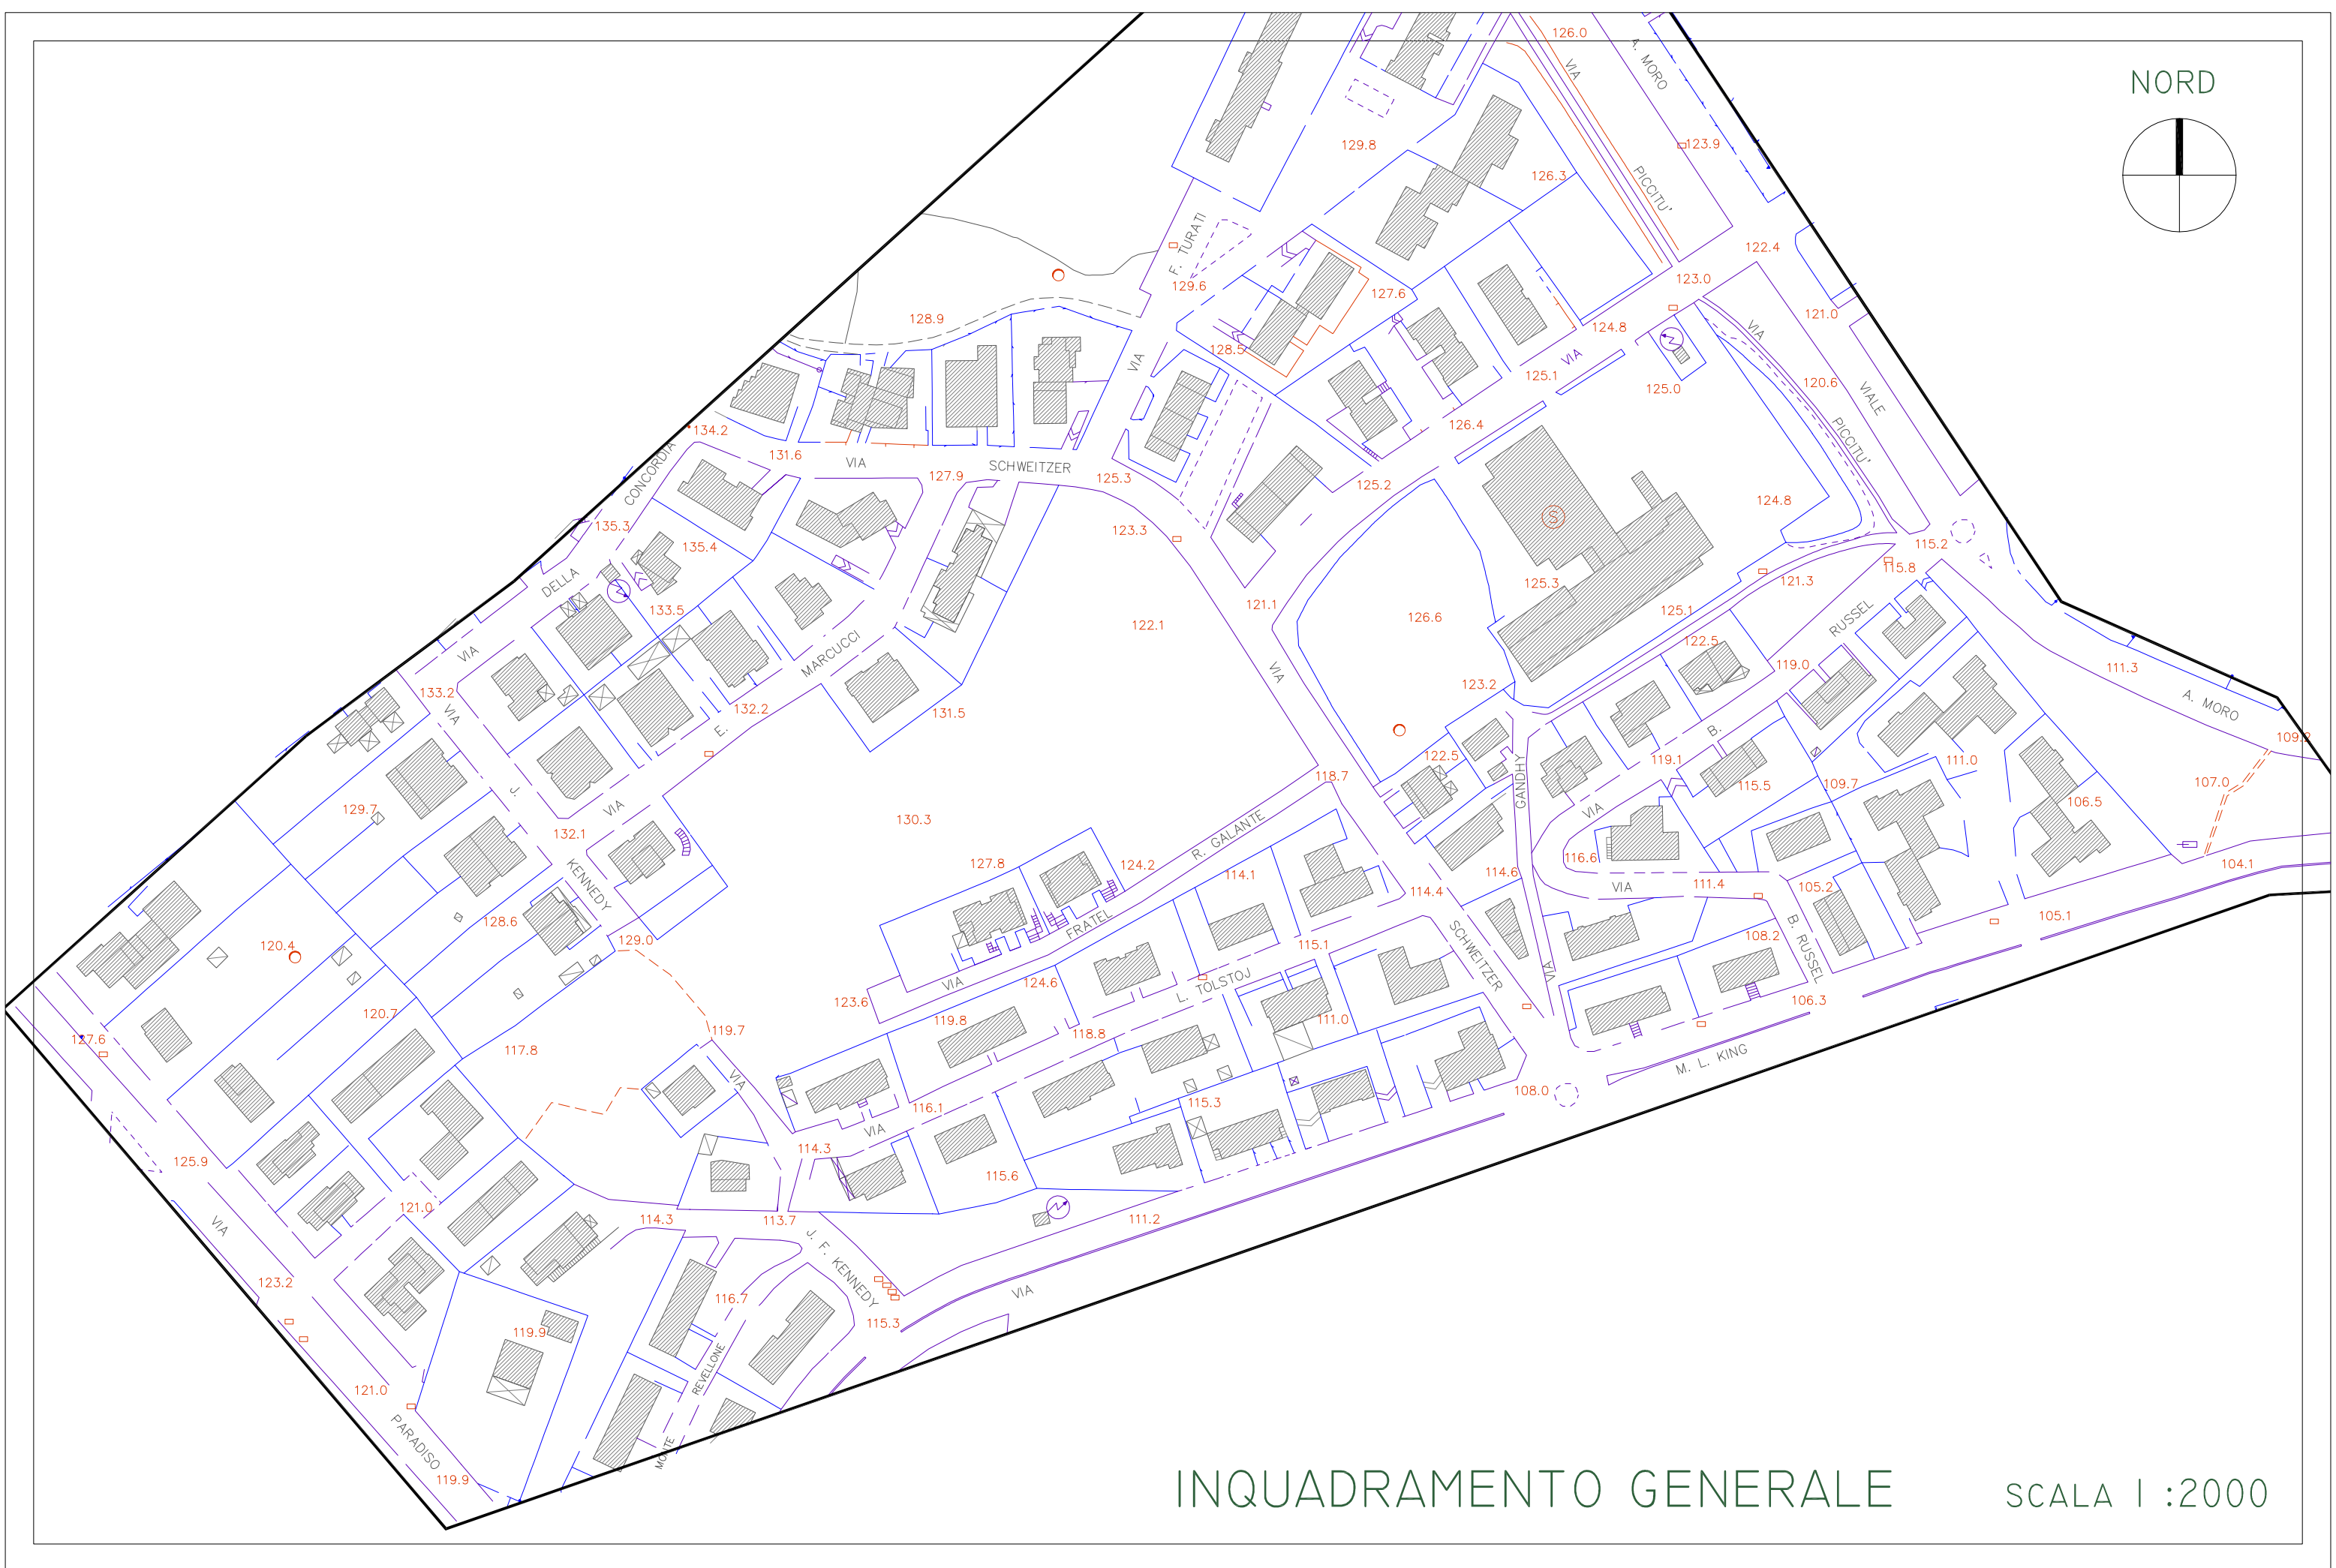 126.0
A. MORO
VIA
NORD
129.8
123.9
126.3
PICCITU'
F. TURATI
122.4
123.0
129.6
127.6
121.0
128.9
124.8
VIA
128.5
VIA
VIA
125.1
125.0
120.6
VIALE
134.2
126.4
PICCITU'
CONCORDIA
131.6
VIA
SCHWEITZER
127.9
125.3
125.2
124.8
135.3
123.3
S
115.2
135.4
125.3
121.3
115.8
DELLA
133.5
121.1
126.6
125.1
RUSSEL
122.1
MARCUCCI
122.5
VIA
119.0
111.3
133.2
VIA
123.2
A. MORO
VIA
132.2
131.5
E.
B.
122.5
119.1
111.0
109.2
118.7
GANDHY
109.7
107.0
115.5
J.
129.7
VIA
VIA
106.5
132.1
130.3
R. GALANTE
KENNEDY
127.8
124.2
114.1
116.6
104.1
114.6
VIA
111.4
105.2
114.4
128.6
FRATEL
B. RUSSEL
105.1
120.4
129.0
115.1
SCHWEITZER
108.2
124.6
L. TOLSTOJ
VIA
VIA
123.6
106.3
120.7
119.8
111.0
119.7
118.8
127.6
117.8
M. L. KING
VIA
108.0
116.1
115.3
VIA
114.3
125.9
115.6
121.0
114.3
113.7
111.2
VIA
J. F. KENNEDY
123.2
VIA
116.7
115.3
119.9
REVELLONE
121.0
PARADISO
MONTE
119.9
INQUADRAMENTO GENERALE
SCALA 1 :2000